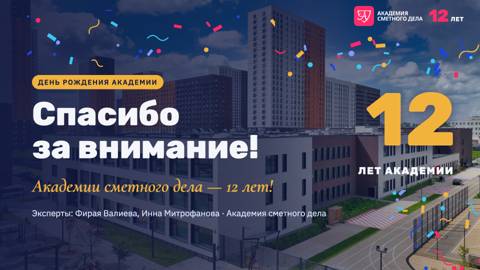 АКАДЕМИЯ
СМЕТНОГО ДЕЛА
12 ЛЕТ
ДЕНЬ РОЖДЕНИЯ АКАДЕМИИ
Спасибо
за внимание!
12
ЛЕТ АКАДЕМИИ
Академии сметного дела — 12 лет!
Эксперты: Фирая Валиева, Инна Митрофанова · Академия сметного дела